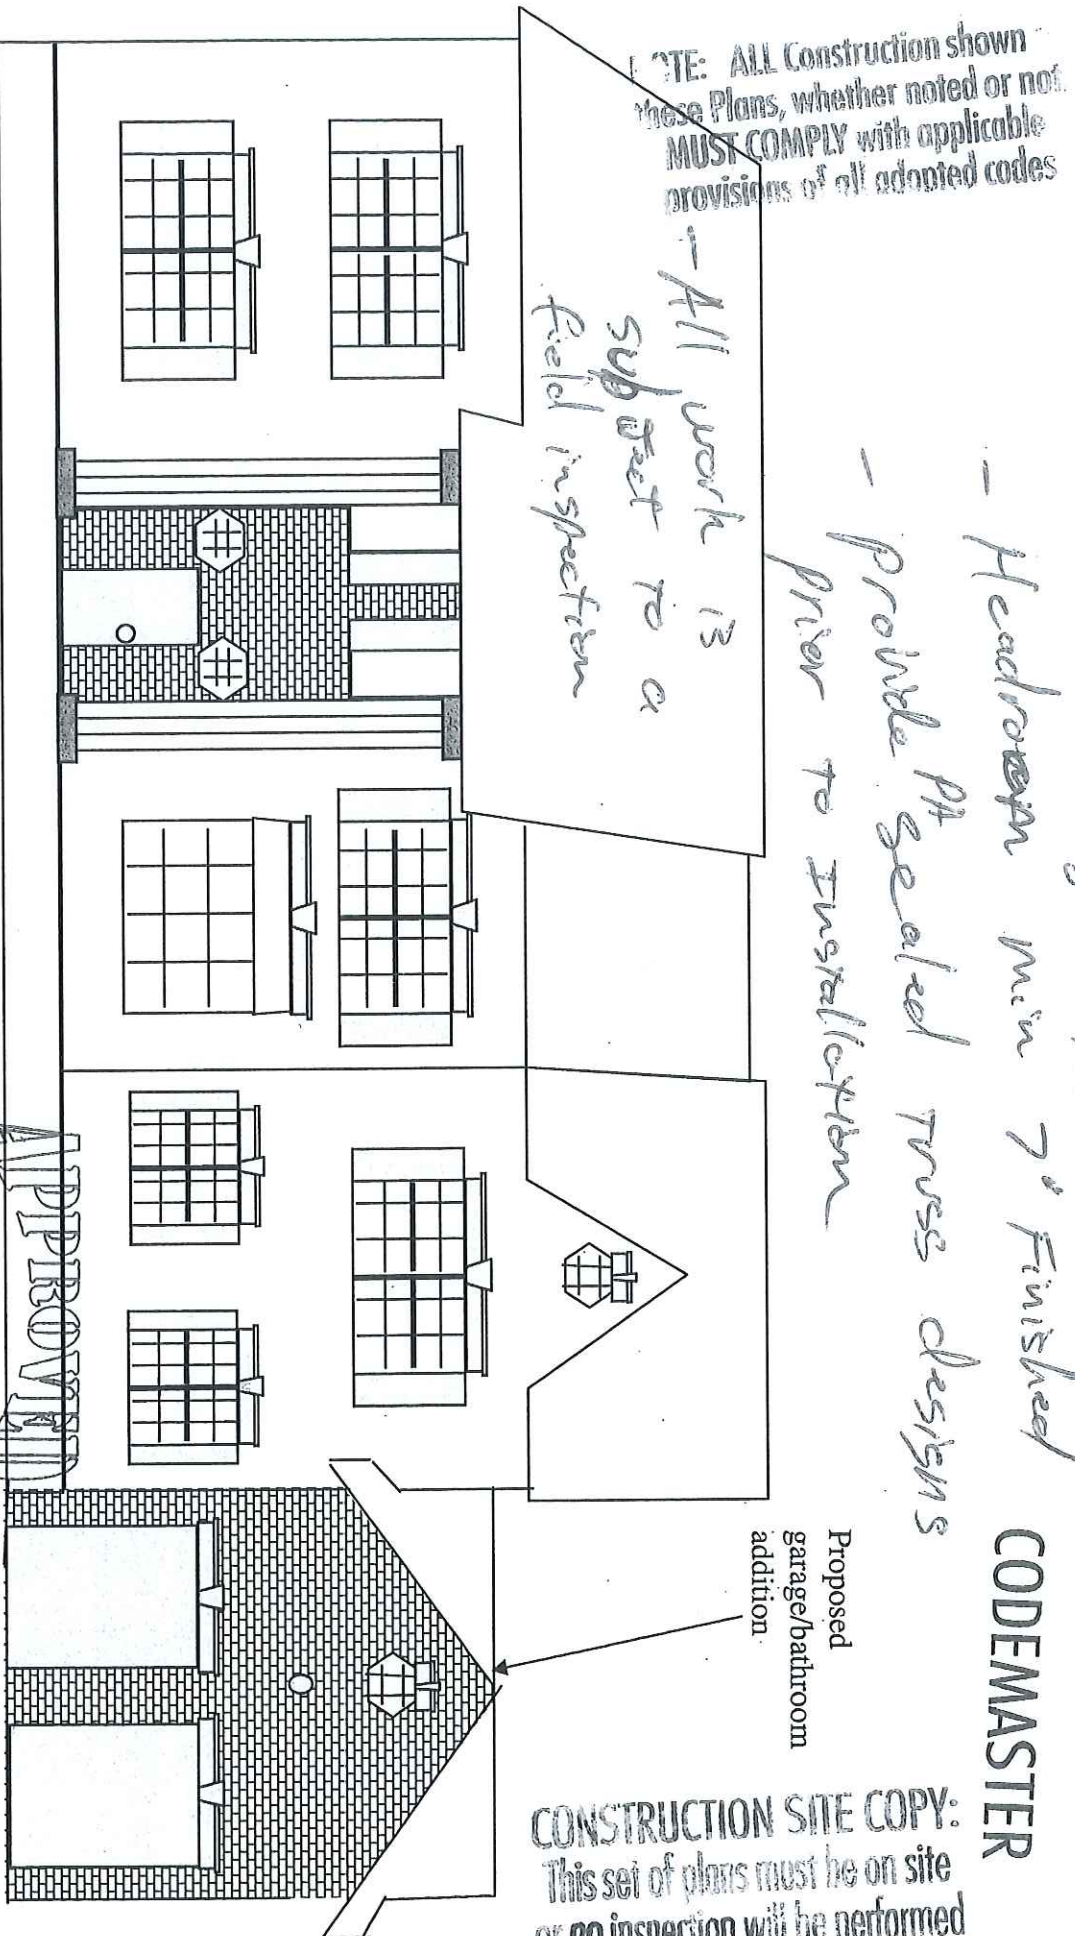 TE: ALL Construction shown
these Plans, whether noted or not
MUST COMPLY with applicable
provisions of all adopted codes
- All work is
subject to a
field inspection
- Headroom min 7' Finished
- Provide PA sealed Truss designs
Prior to Installation
CODEMASTER
Proposed
garage/bathroom
addition
CONSTRUCTION SITE COPY:
This set of plans must be on site
or no inspection will be performed
APPROVED